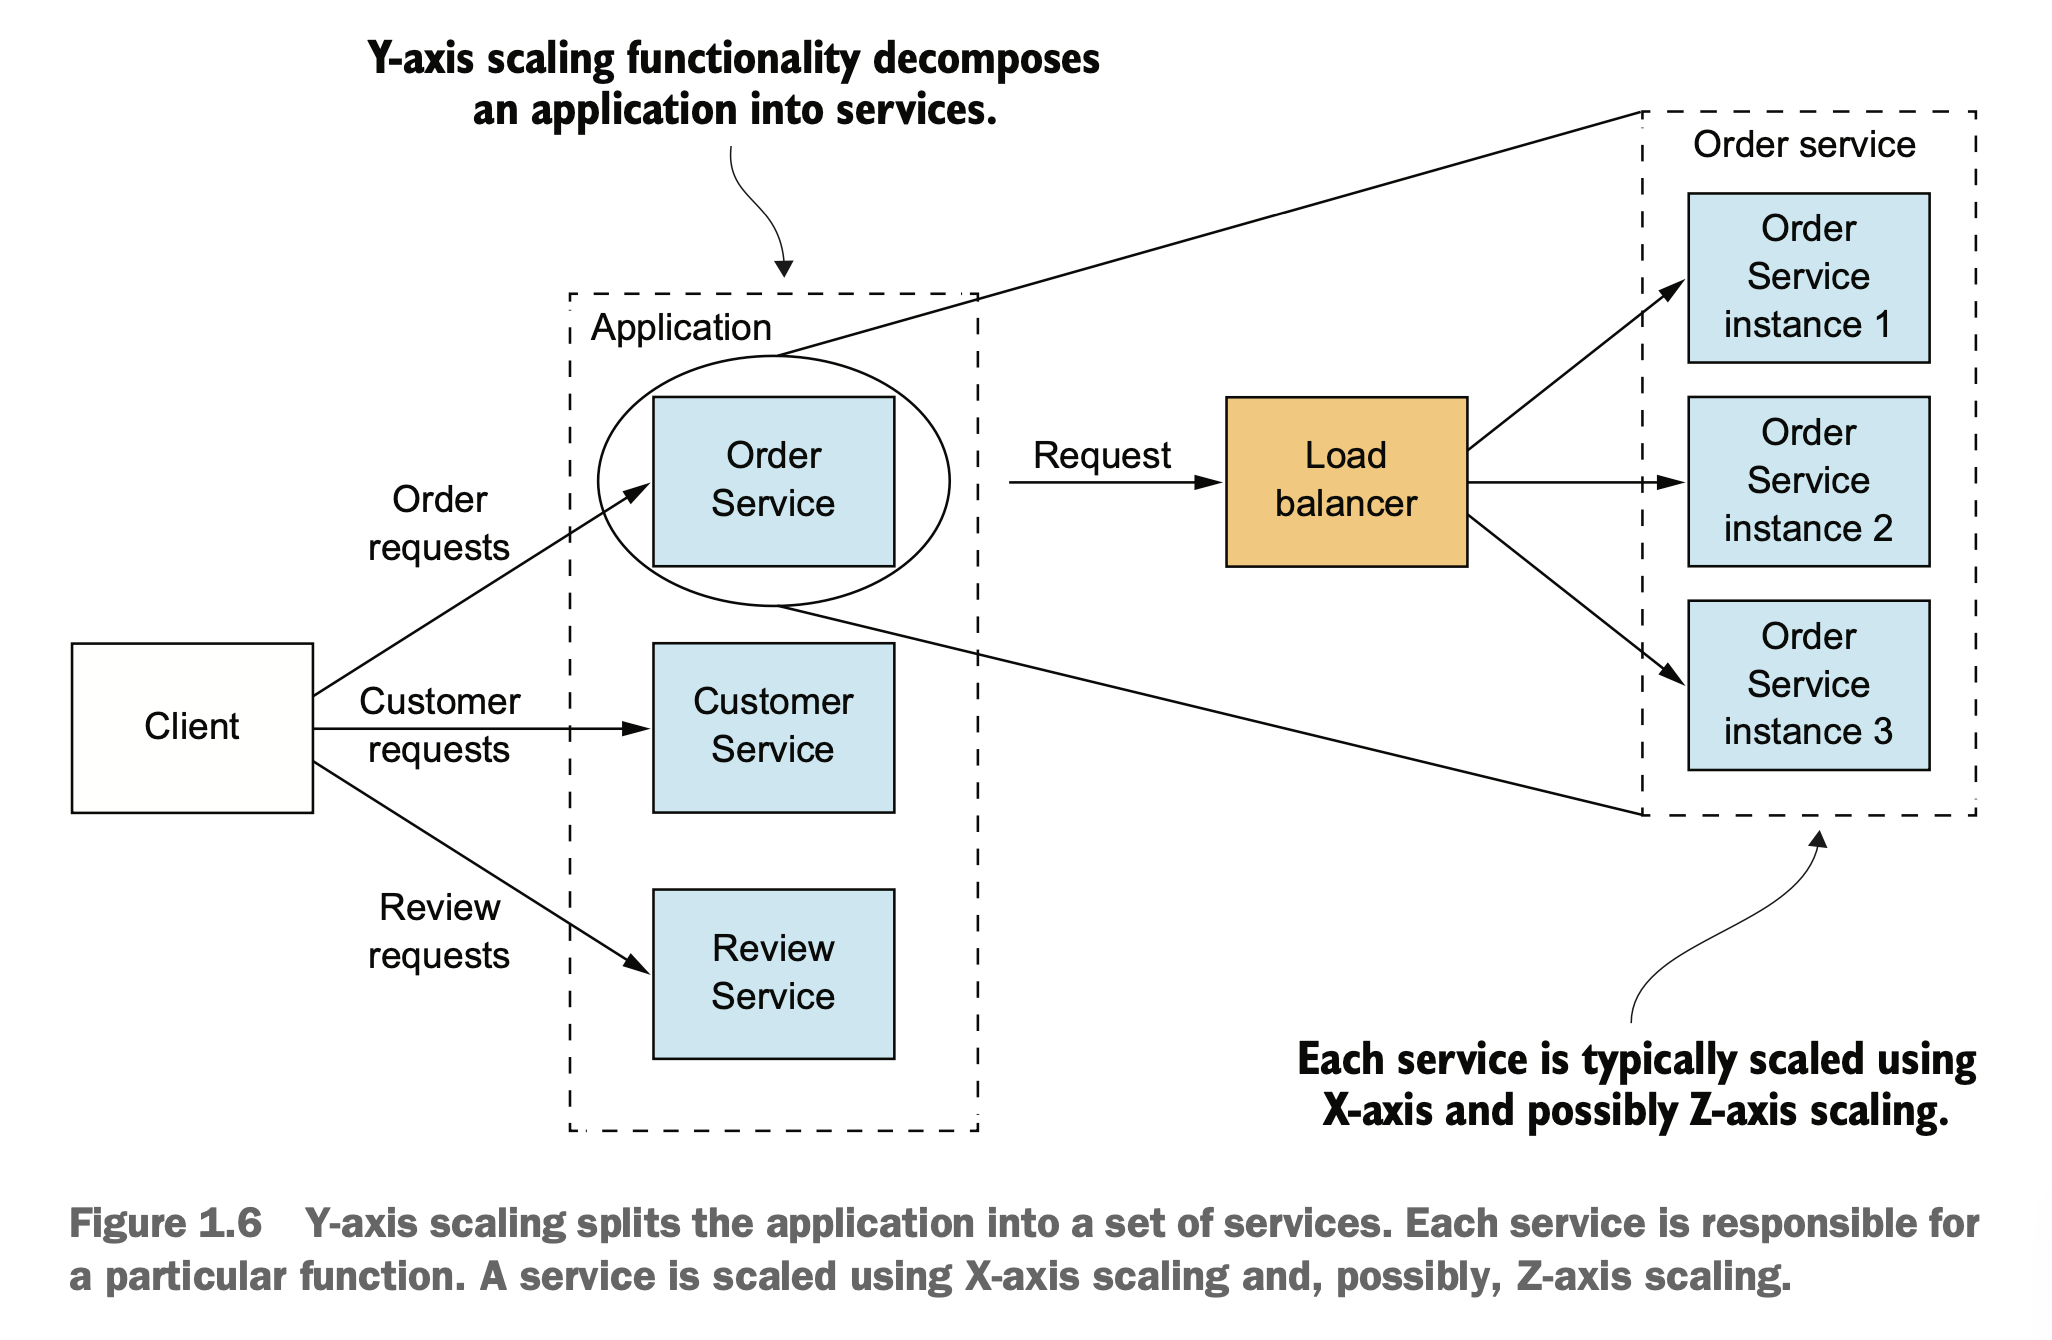 Y-axis scaling functionality decomposes
an application into services.
Order service
Order
Service
instance 1
Application
Order
Service
Request
Load
balancer
Order
Service
instance 2
Order
requests
Order
Service
instance 3
Client
Customer
requests
Customer
Service
Review
requests
Review
Service
Each service is typically scaled using
X-axis and possibly Z-axis scaling.
Figure 1.6 Y-axis scaling splits the application into a set of services. Each service is responsible for
a particular function. A service is scaled using X-axis scaling and, possibly, Z-axis scaling.